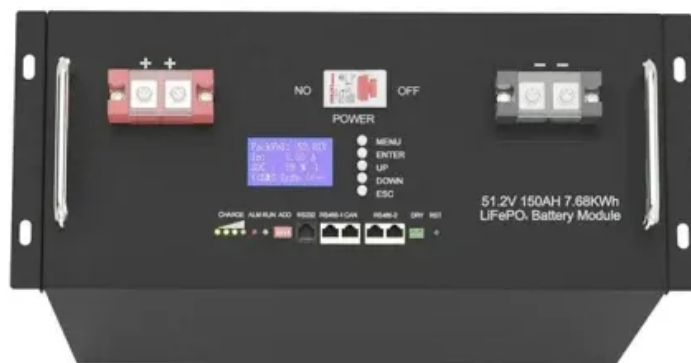 + +
- -
NO
OFF
POWER
MENU
ENTER
UP
DOWN
ESC
51.2V 150AH 7.68KWh
LiFePO₄ Battery Module
CHARGE ALM RUN ADD RS232 RS485-1 CAN RS485-2 DRY RST